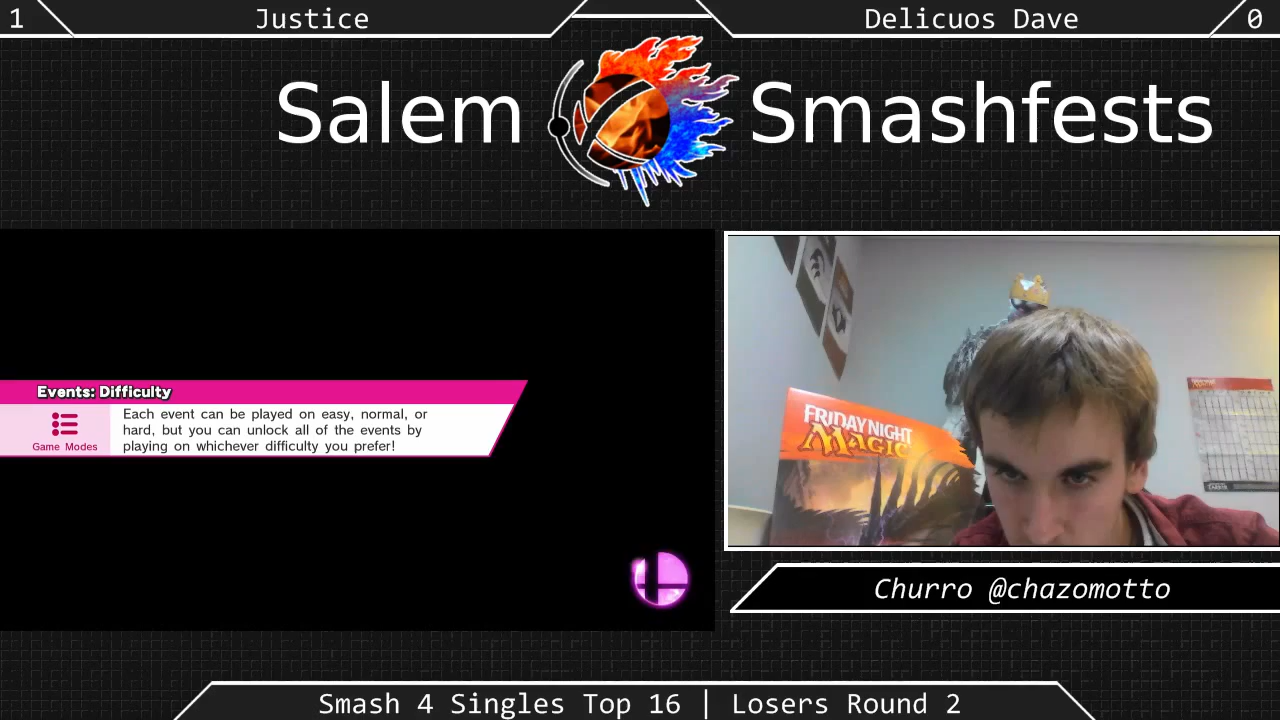 1
Justice
Delicuos Dave
0
Salem Smashfests
Events: Difficulty
Game Modes
Each event can be played on easy, normal, or
hard, but you can unlock all of the events by
playing on whichever difficulty you prefer!
FRIDAY NIGHT
MAGIC
Churro @chazomotto
Smash 4 Singles Top 16 | Losers Round 2